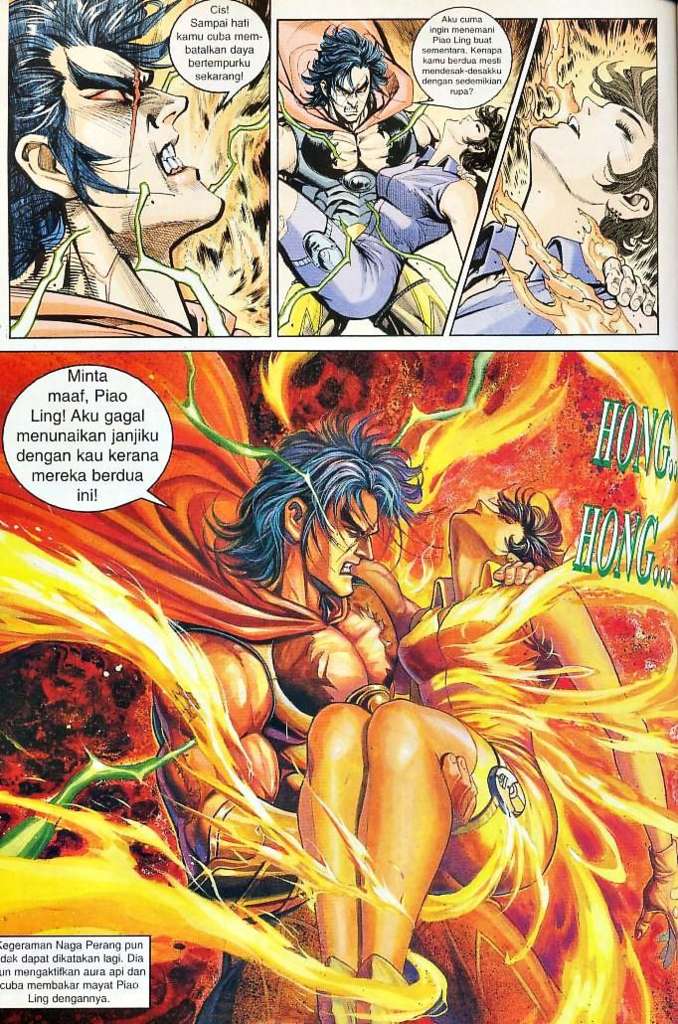 Cis!
Sampai hati
kamu cuba mem-
batalkan daya
bertempurku
sekarang!
Aku cuma
ingin menemani
Piao Ling buat
sementara. Kenapa
kamu berdua mesti
mendesak-desakku
dengan sedemikian
rupa?
Minta
maaf, Piao
Ling! Aku gagal
menunaikan janjiku
dengan kau kerana
mereka berdua
ini!
HONG...
HONG...
Kegeraman Naga Perang pun
dak dapat dikatakan lagi. Dia
un mengaktifkan aura api dan
cuba membakar mayat Piao
Ling dengannya.